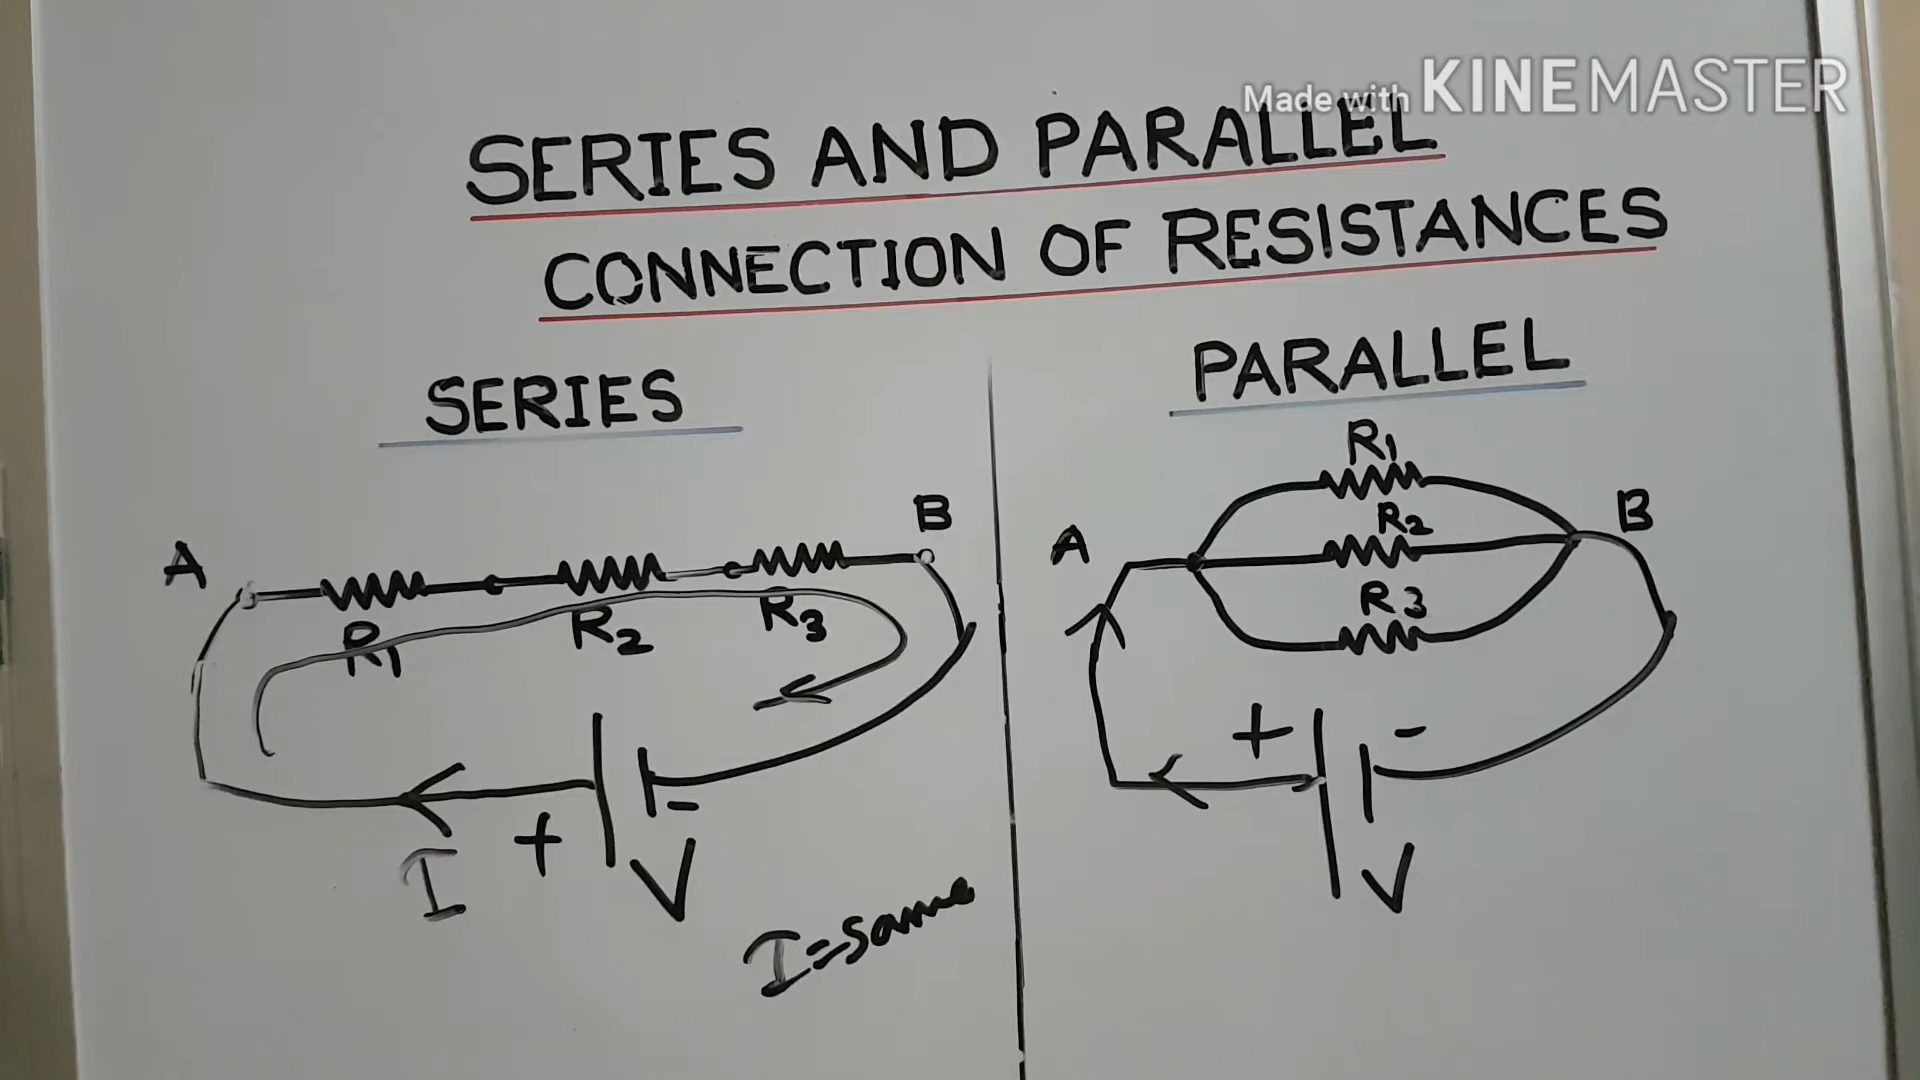 Made with KINEMASTER
SERIES AND PARALLEL
CONNECTION OF RESISTANCES
SERIES
A
B
R1
R2
R3
I
+
-
V
I=same
PARALLEL
R1
A
R2
B
R3
+
-
V